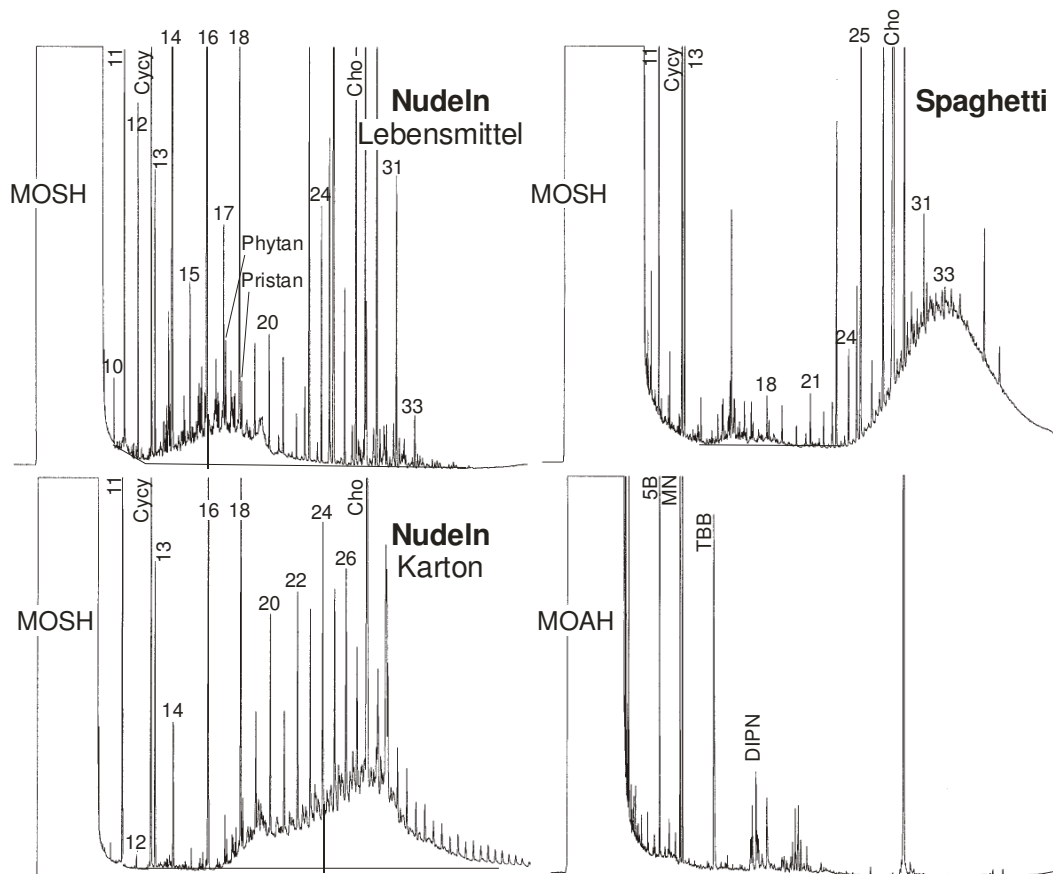 11
Cycy
14
16
18
12
13
Cho
Nudeln
Lebensmittel
MOSH
24
31
17
Phytan
Pristan
15
20
10
33
11
Cycy
13
25
Cho
Spaghetti
MOSH
31
33
24
18
21
11
Cycy
13
16
18
24
Cho
Nudeln
Karton
26
22
20
MOSH
14
12
5B
MN
TBB
MOAH
DIPN